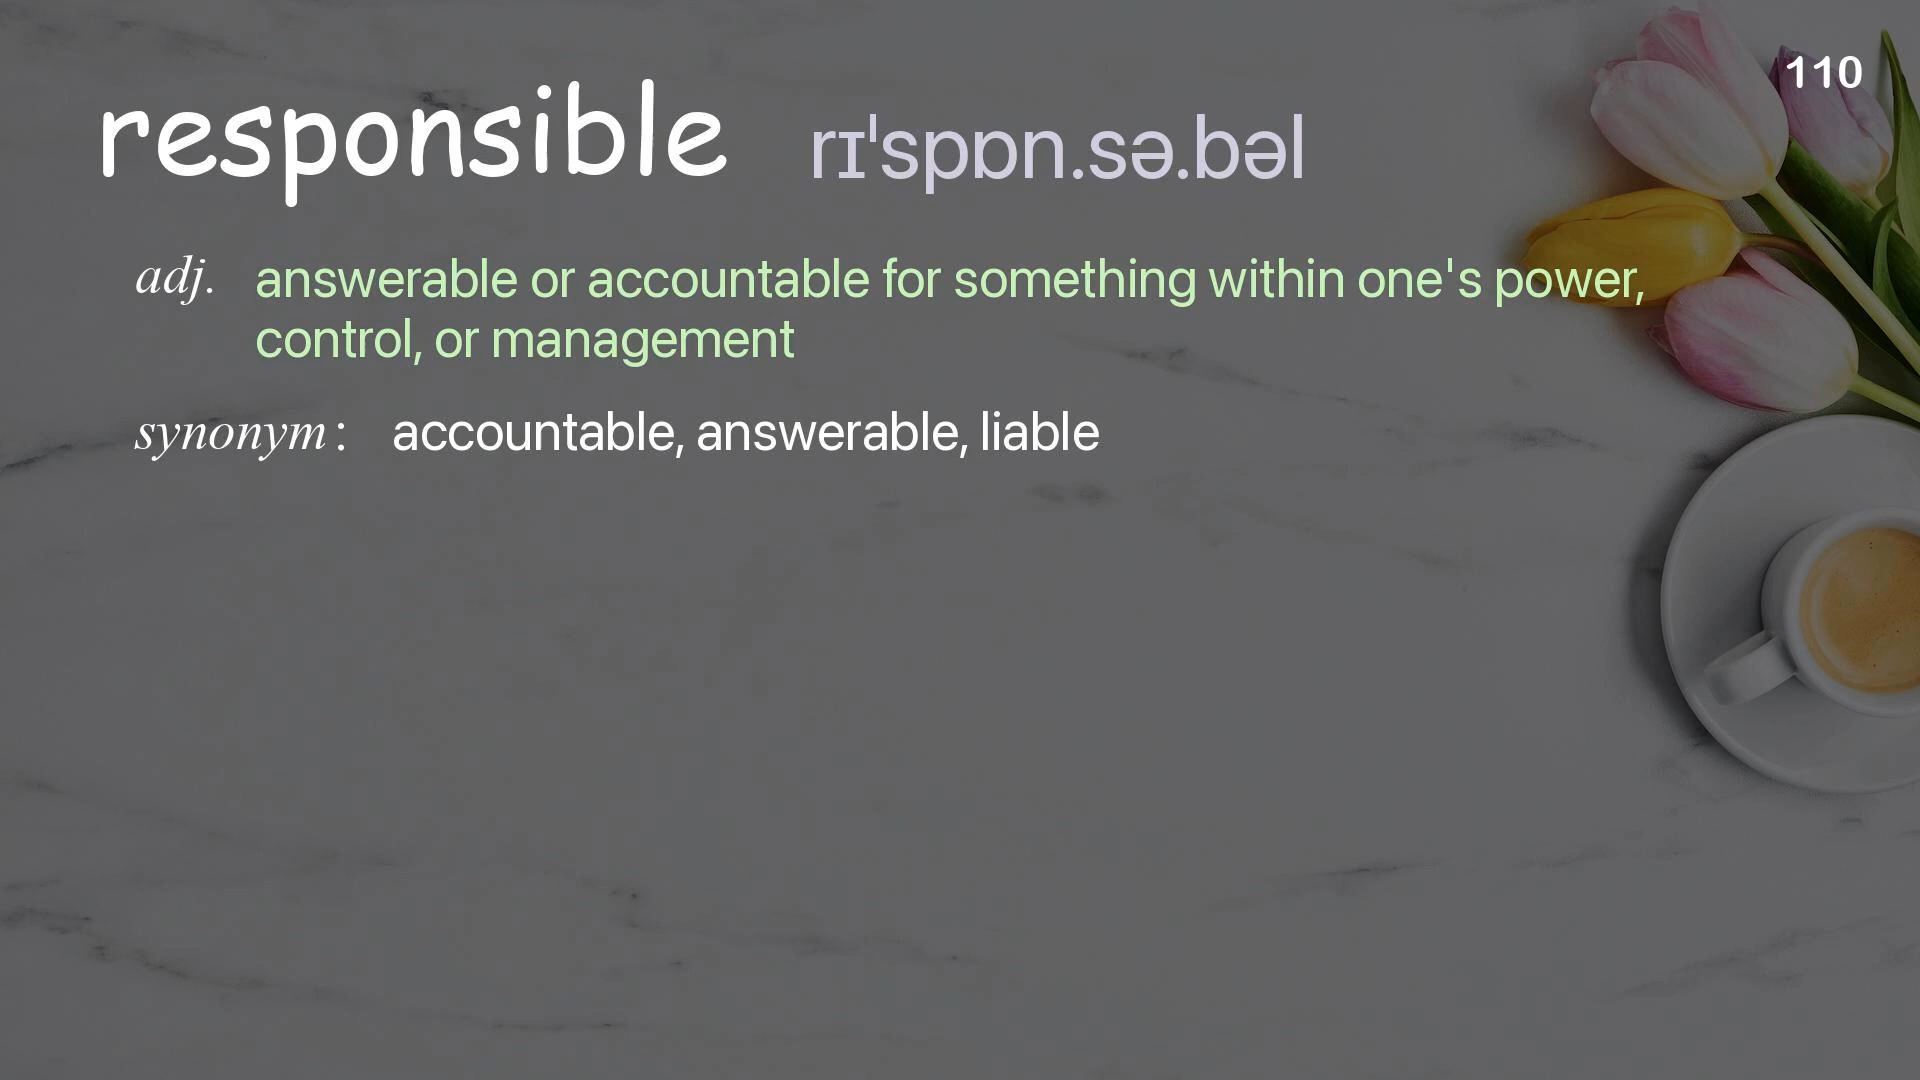 110
responsible rɪˈspɒn.sə.bəl
adj. answerable or accountable for something within one's power,
control, or management
synonym: accountable, answerable, liable